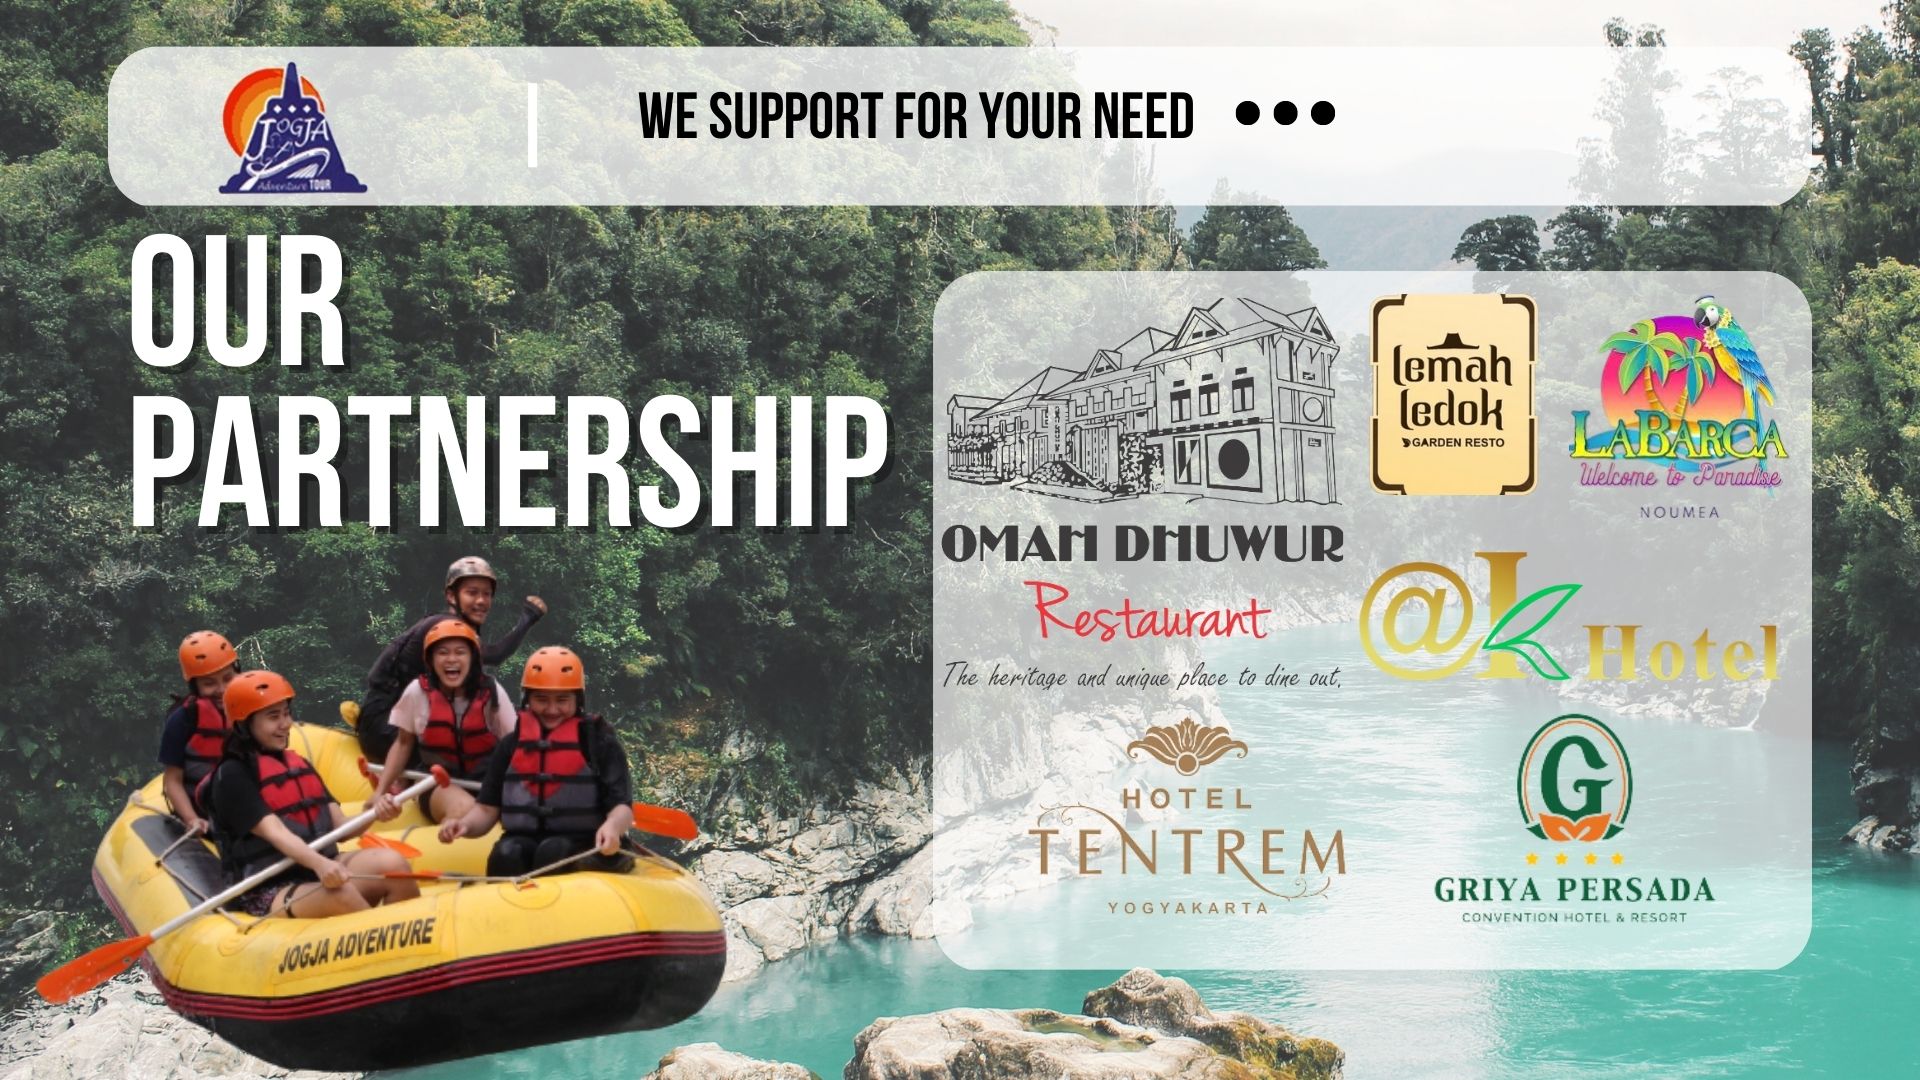 JOGJA
Adventure TOUR
WE SUPPORT FOR YOUR NEED •••
OUR
PARTNERSHIP
JOGJA ADVENTURE
OMAH DHUWUR
Restaurant
The heritage and unique place to dine out.
lemah
ledok
GARDEN RESTO
LABARCA
Welcome to Paradise
NOUMEA
@K Hotel
HOTEL
TENTREM
YOGYAKARTA
G
GRIYA PERSADA
CONVENTION HOTEL & RESORT